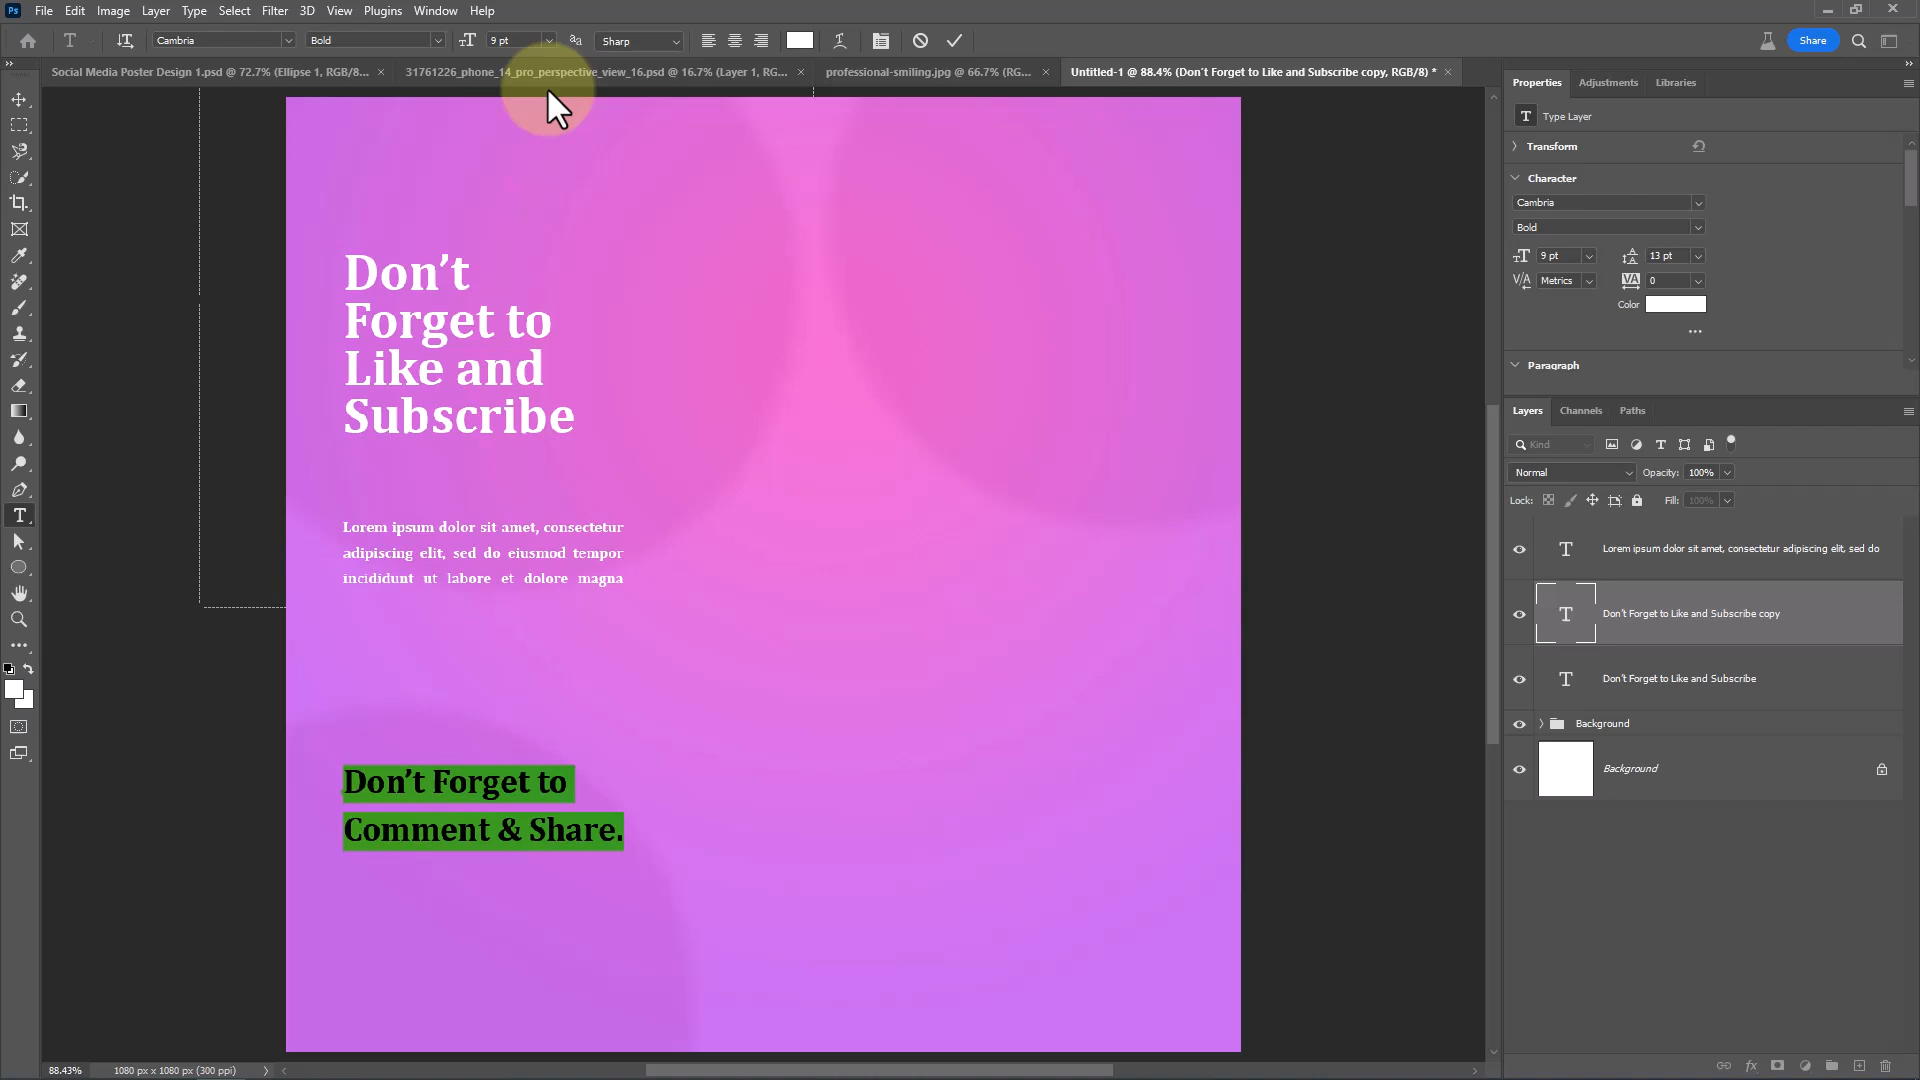 Ps File Edit Image Layer Type Select Filter 3D View Plugins Window Help
T Cambria Bold 9 pt Sharp Share
Social Media Poster Design 1.psd @ 72.7% (Ellipse 1, RGB/8... × 31761226_phone_14_pro_perspective_view_16.psd @ 16.7% (Layer 1, RG... × professional-smiling.jpg @ 66.7% (RG... × Untitled-1 @ 88.4% (Don't Forget to Like and Subscribe copy, RGB/8) * ×
Don't
Forget to
Like and
Subscribe
Lorem ipsum dolor sit amet, consectetur
adipiscing elit, sed do eiusmod tempor
incididunt ut labore et dolore magna
Don't Forget to
Comment & Share.
88.43% 1080 px x 1080 px (300 ppi)
Properties Adjustments Libraries
T Type Layer
Transform
Character
Cambria
Bold
9 pt 13 pt
Metrics 0
Color
Paragraph
Layers Channels Paths
Kind
Normal Opacity: 100%
Lock: Fill: 100%
T Lorem ipsum dolor sit amet, consectetur adipiscing elit, sed do
T Don't Forget to Like and Subscribe copy
T Don't Forget to Like and Subscribe
Background
Background
fx